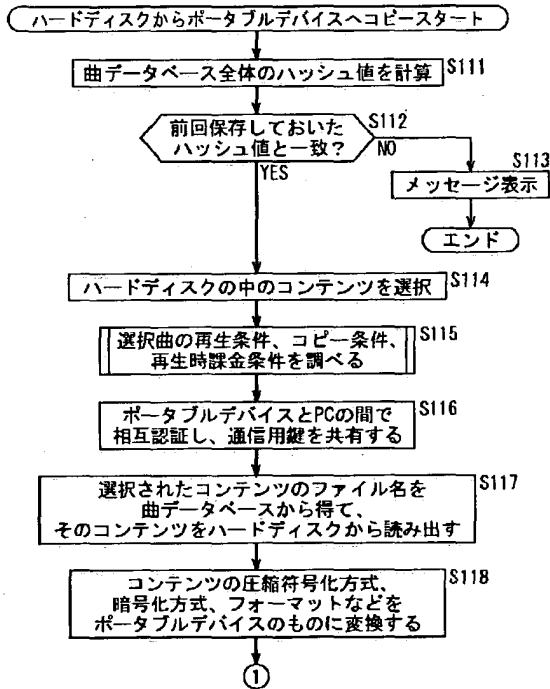 ハードディスクからポータブルデバイスへコピースタート
曲データベース全体のハッシュ値を計算
S111
前回保存しておいた
ハッシュ値と一致?
S112
NO
YES
S113
メッセージ表示
エンド
ハードディスクの中のコンテンツを選択
S114
選択曲の再生条件、コピー条件、
再生時課金条件を調べる
S115
ポータブルデバイスとPCの間で
相互認証し、通信用鍵を共有する
S116
選択されたコンテンツのファイル名を
曲データベースから得て、
そのコンテンツをハードディスクから読み出す
S117
コンテンツの圧縮符号化方式、
暗号化方式、フォーマットなどを
ポータブルデバイスのものに変換する
S118
1